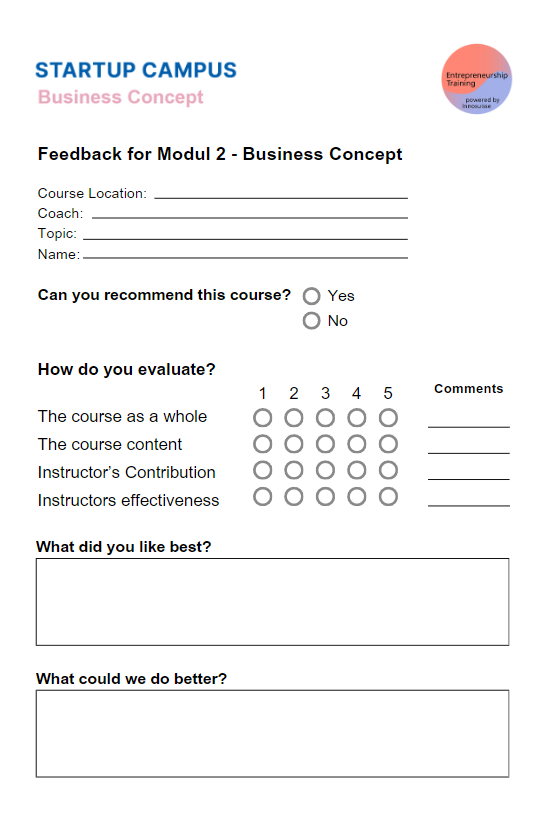 STARTUP CAMPUS
Business Concept
Entrepreneurship
Training
powered by
Innosuisse
Feedback for Modul 2 - Business Concept
Course Location:
Coach:
Topic:
Name:
Can you recommend this course?
Yes
No
How do you evaluate?
1 2 3 4 5 Comments
The course as a whole
The course content
Instructor's Contribution
Instructors effectiveness
What did you like best?
What could we do better?